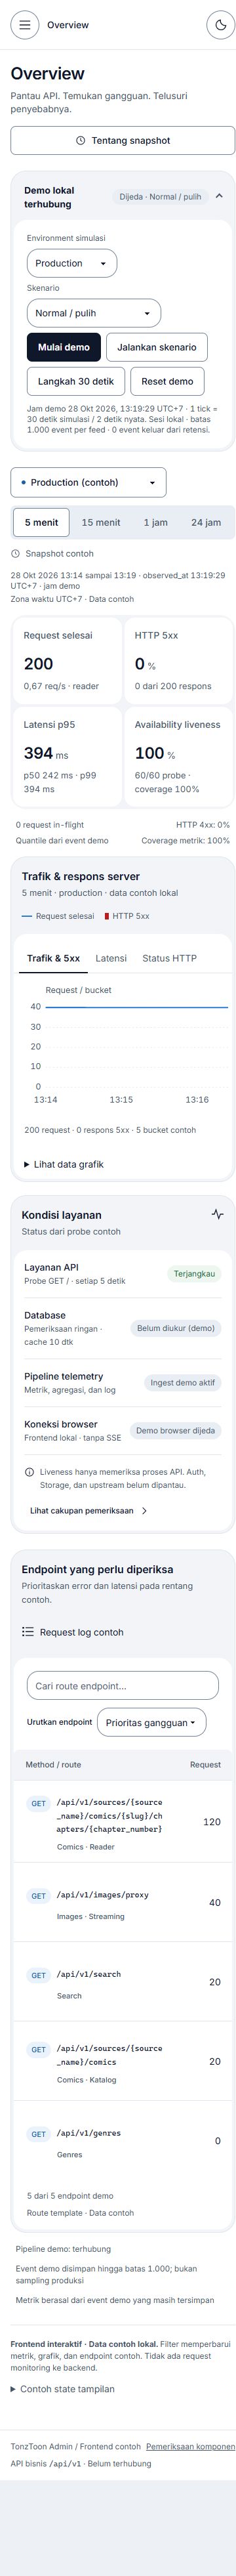 Overview
Overview
Pantau API. Temukan gangguan. Telusuri
penyebabnya.
Tentang snapshot
Demo lokal
terhubung
Dijeda · Normal / pulih
Environment simulasi
Production
Skenario
Normal / pulih
Mulai demo
Jalankan skenario
Langkah 30 detik
Reset demo
Jam demo 28 Okt 2026, 13:19:29 UTC+7 · 1 tick =
30 detik simulasi / 2 detik nyata. Sesi lokal · batas
1.000 event per feed · 0 event keluar dari retensi.
Production (contoh)
5 menit
15 menit
1 jam
24 jam
Snapshot contoh
28 Okt 2026 13:14 sampai 13:19 · observed_at 13:19:29
UTC+7 · jam demo
Zona waktu UTC+7 · Data contoh
Request selesai
200
0,67 req/s · reader
HTTP 5xx
0 %
0 dari 200 respons
Latensi p95
394 ms
p50 242 ms · p99
394 ms
Availability liveness
100 %
60/60 probe ·
coverage 100%
0 request in-flight
HTTP 4xx: 0%
Quantile dari event demo
Coverage metrik: 100%
Trafik & respons server
5 menit · production · data contoh lokal
Request selesai
HTTP 5xx
Trafik & 5xx
Latensi
Status HTTP
Request / bucket
40
30
20
10
0
13:14
13:15
13:16
200 request · 0 respons 5xx · 5 bucket contoh
Lihat data grafik
Kondisi layanan
Status dari probe contoh
Layanan API
Probe GET / · setiap 5 detik
Terjangkau
Database
Pemeriksaan ringan ·
cache 10 dtk
Belum diukur (demo)
Pipeline telemetry
Metrik, agregasi, dan log
Ingest demo aktif
Koneksi browser
Frontend lokal · tanpa SSE
Demo browser dijeda
Liveness hanya memeriksa proses API. Auth,
Storage, dan upstream belum dipantau.
Lihat cakupan pemeriksaan
Endpoint yang perlu diperiksa
Prioritaskan error dan latensi pada rentang
contoh.
Request log contoh
Cari route endpoint...
Urutkan endpoint
Prioritas gangguan
Method / route
Request
GET
/api/v1/sources/{source
_name}/comics/{slug}/ch
apters/{chapter_number}
Comics · Reader
120
GET
/api/v1/images/proxy
Images · Streaming
40
GET
/api/v1/search
Search
20
GET
/api/v1/sources/{source
_name}/comics
Comics · Katalog
20
GET
/api/v1/genres
Genres
0
5 dari 5 endpoint demo
Route template · Data contoh
Pipeline demo: terhubung
Event demo disimpan hingga batas 1.000; bukan
sampling produksi
Metrik berasal dari event demo yang masih tersimpan
Frontend interaktif · Data contoh lokal. Filter memperbarui
metrik, grafik, dan endpoint contoh. Tidak ada request
monitoring ke backend.
Contoh state tampilan
TonzToon Admin / Frontend contoh
Pemeriksaan komponen
API bisnis /api/v1 · Belum terhubung